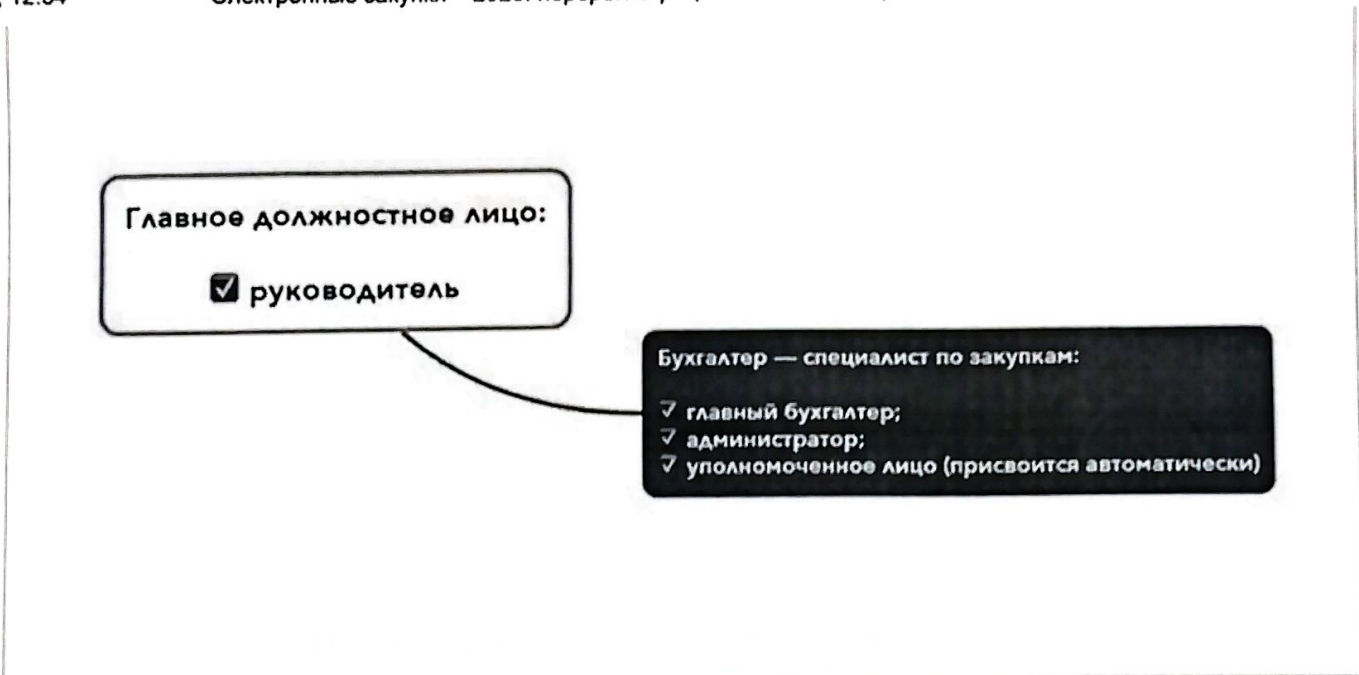 Главное должностное лицо:
руководитель
Бухгалтер — специалист по закупкам:
главный бухгалтер;
администратор;
уполномоченное лицо (присвоится автоматически)